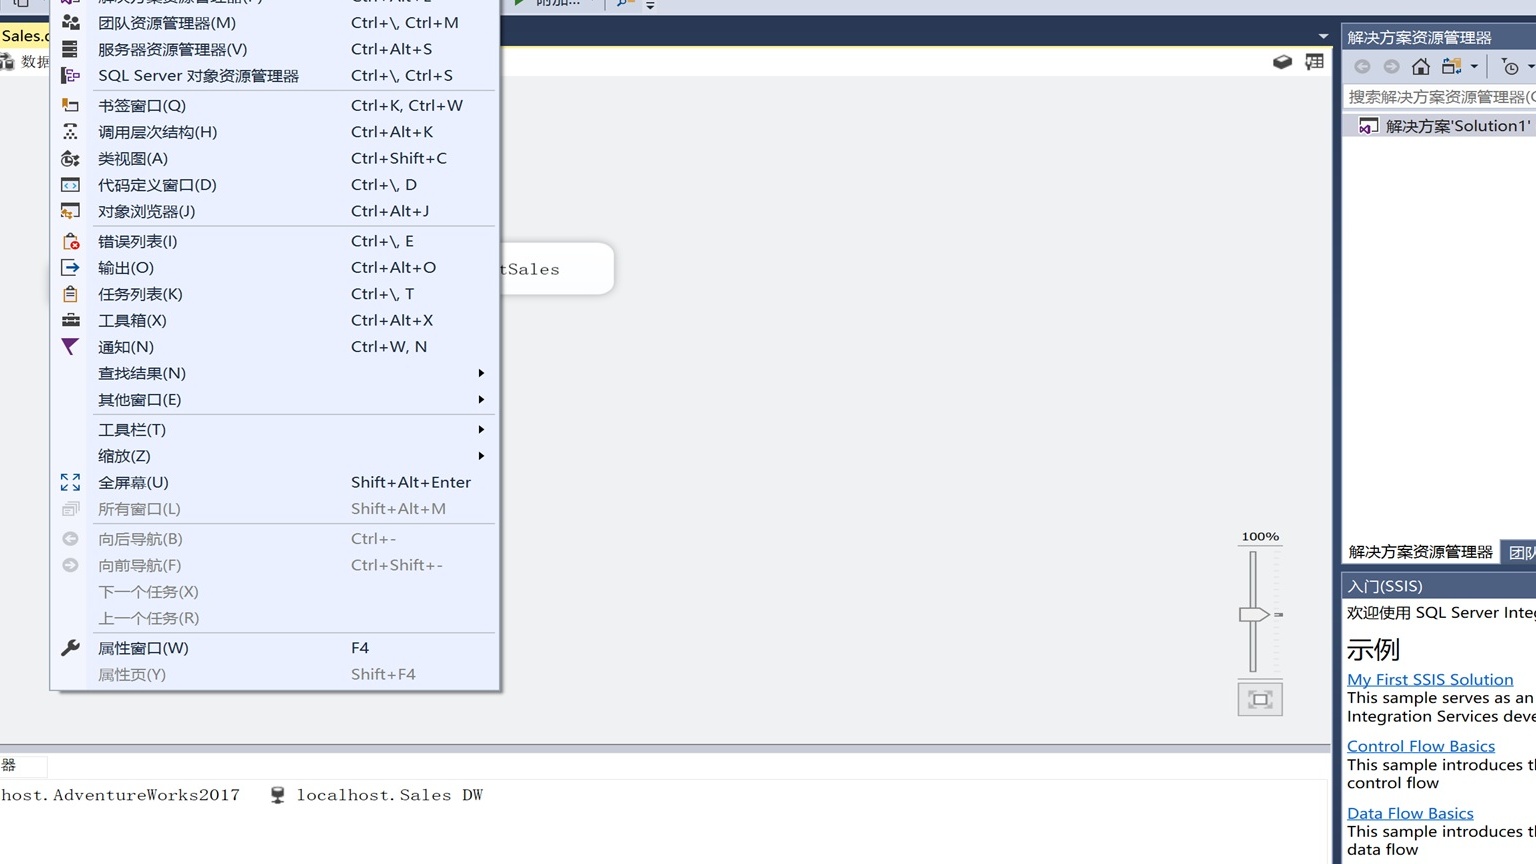 团队资源管理器(M) Ctrl+\, Ctrl+M
服务器资源管理器(V) Ctrl+Alt+S
SQL Server 对象资源管理器 Ctrl+\, Ctrl+S
书签窗口(Q) Ctrl+K, Ctrl+W
调用层次结构(H) Ctrl+Alt+K
类视图(A) Ctrl+Shift+C
代码定义窗口(D) Ctrl+\, D
对象浏览器(J) Ctrl+Alt+J
错误列表(I) Ctrl+\, E
输出(O) Ctrl+Alt+O
任务列表(K) Ctrl+\, T
工具箱(X) Ctrl+Alt+X
通知(N) Ctrl+W, N
查找结果(N)
其他窗口(E)
工具栏(T)
缩放(Z)
全屏幕(U) Shift+Alt+Enter
所有窗口(L) Shift+Alt+M
向后导航(B) Ctrl+-
向前导航(F) Ctrl+Shift+-
下一个任务(X)
上一个任务(R)
属性窗口(W) F4
属性页(Y) Shift+F4
Sales.
数据
tSales
100%
器
host.AdventureWorks2017 localhost.Sales DW
解决方案资源管理器
搜索解决方案资源管理器(
解决方案'Solution1'
解决方案资源管理器 团队
入门(SSIS)
欢迎使用 SQL Server Inte
示例
My First SSIS Solution
This sample serves as an
Integration Services deve
Control Flow Basics
This sample introduces t
control flow
Data Flow Basics
This sample introduces t
data flow